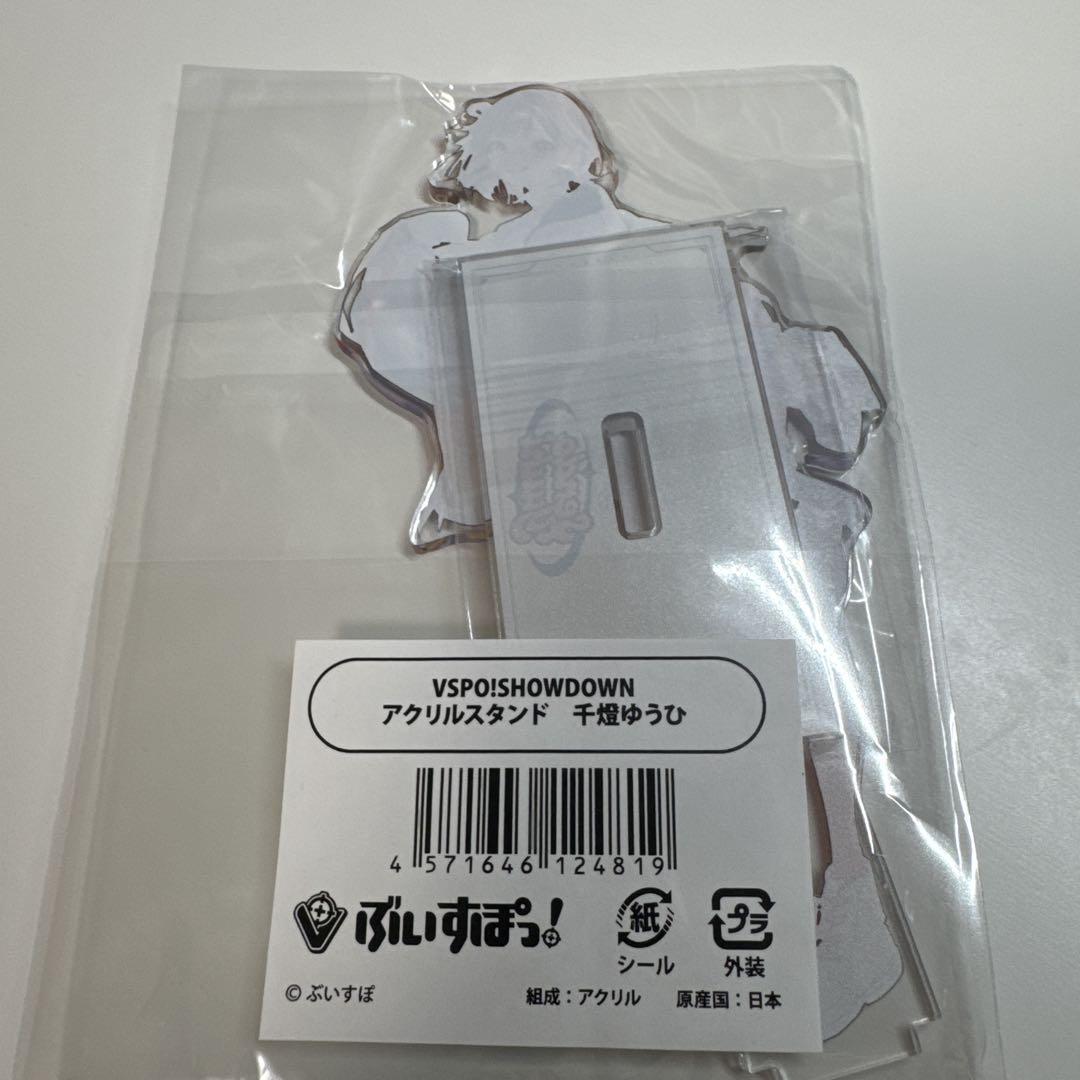 VSPO!SHOWDOWN
アクリルスタンド　千燈ゆうひ
4 571646 124819
ぶいすぽっ!
紙
シール
プラ
外装
© ぶいすぽ
組成：アクリル　原産国：日本